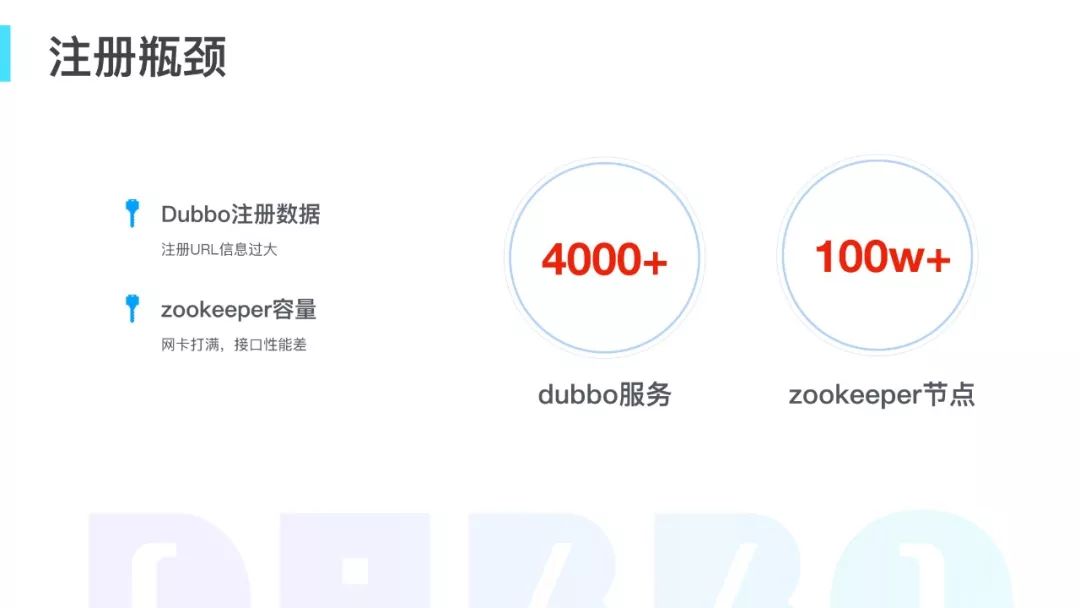 注册瓶颈
Dubbo注册数据
注册URL信息过大
zookeeper容量
网卡打满，接口性能差
4000+
dubbo服务
100w+
zookeeper节点
DUBBO